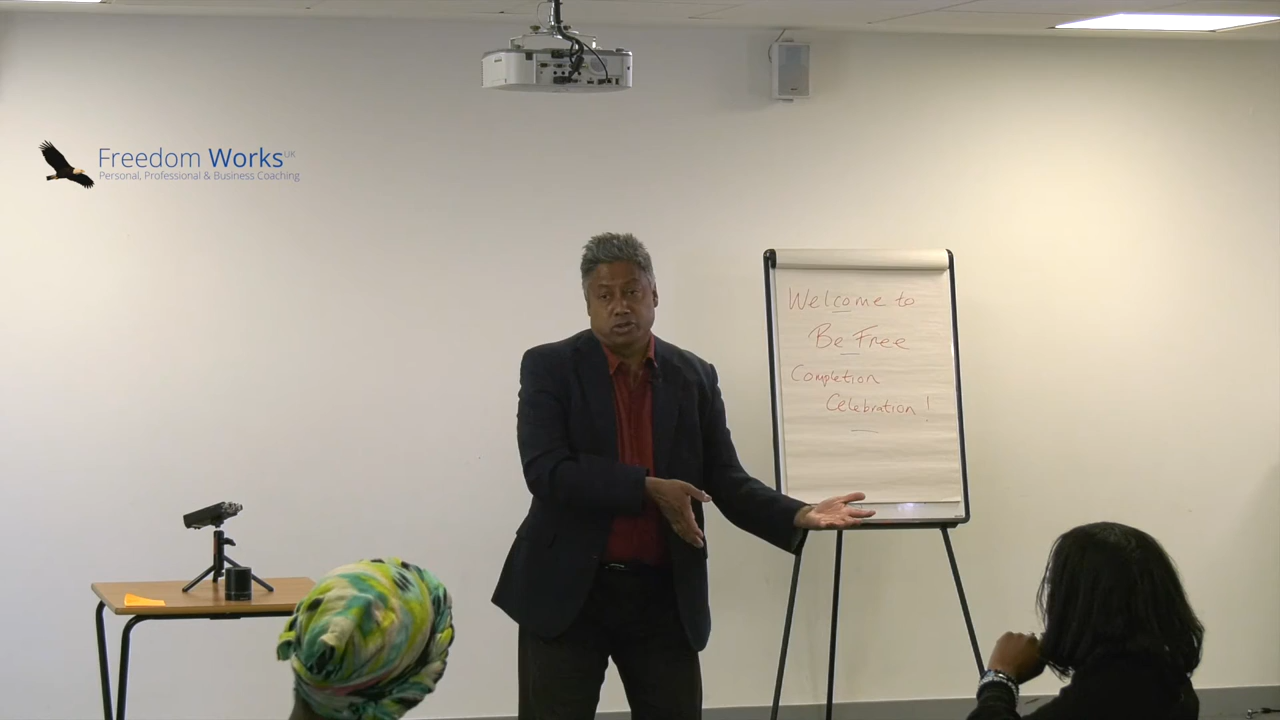 Freedom Works UK
Personal, Professional & Business Coaching
Welcome to
Be Free
Completion
Celebration!